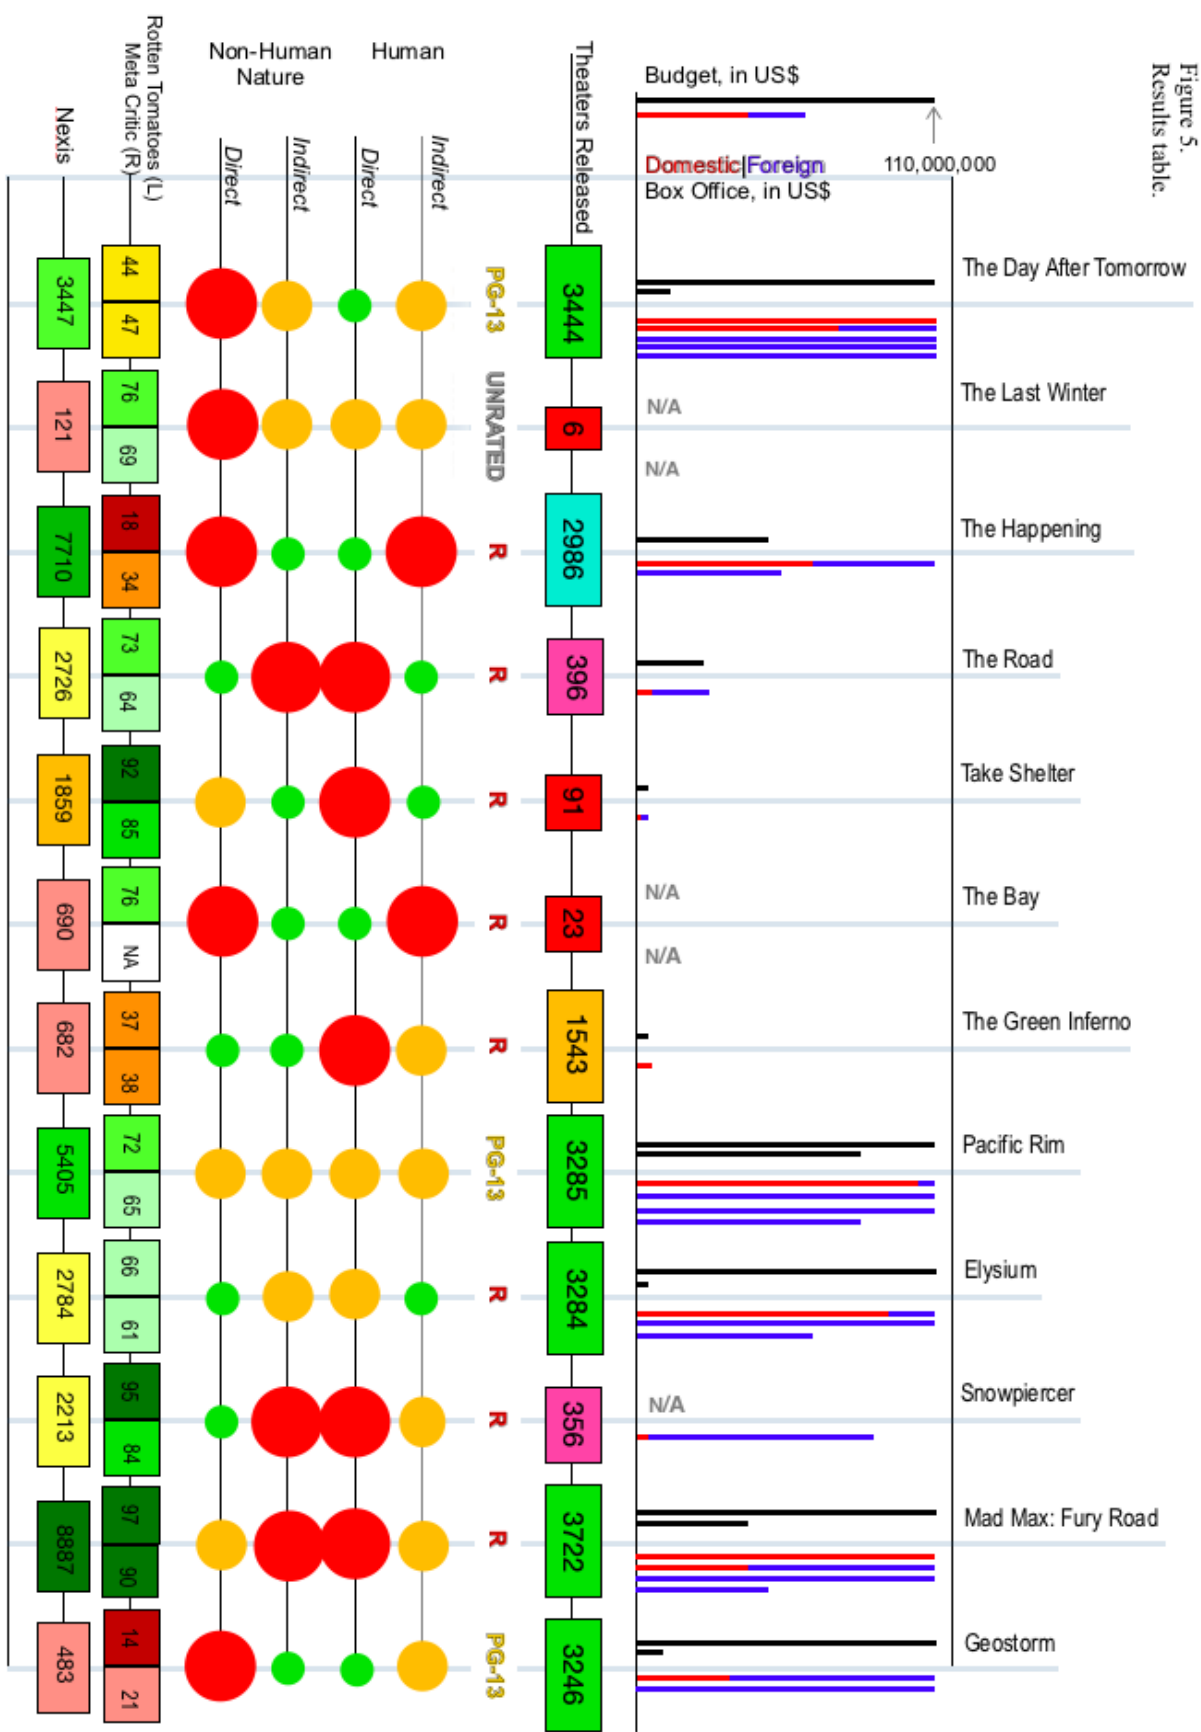 Figure 5.
Results table.
Budget, in US$
110,000,000
Domestic|Foreign
Box Office, in US$
Theaters Released
Human
Non-Human
Nature
Indirect
Direct
Indirect
Direct
Rotten Tomatoes (L)
Meta Critic (R)
Nexis
The Day After Tomorrow
3444
PG-13
44 47
3447
The Last Winter
N/A
N/A
6
UNRATED
76 69
121
The Happening
2986
R
18 34
7710
The Road
396
R
73 64
2726
Take Shelter
91
R
92 85
1859
The Bay
N/A
N/A
23
R
76 NA
690
The Green Inferno
1543
R
37 38
682
Pacific Rim
3285
PG-13
72 65
5405
Elysium
3284
R
66 61
2784
Snowpiercer
N/A
356
R
95 84
2213
Mad Max: Fury Road
3722
R
97 90
8887
Geostorm
3246
PG-13
14 21
483